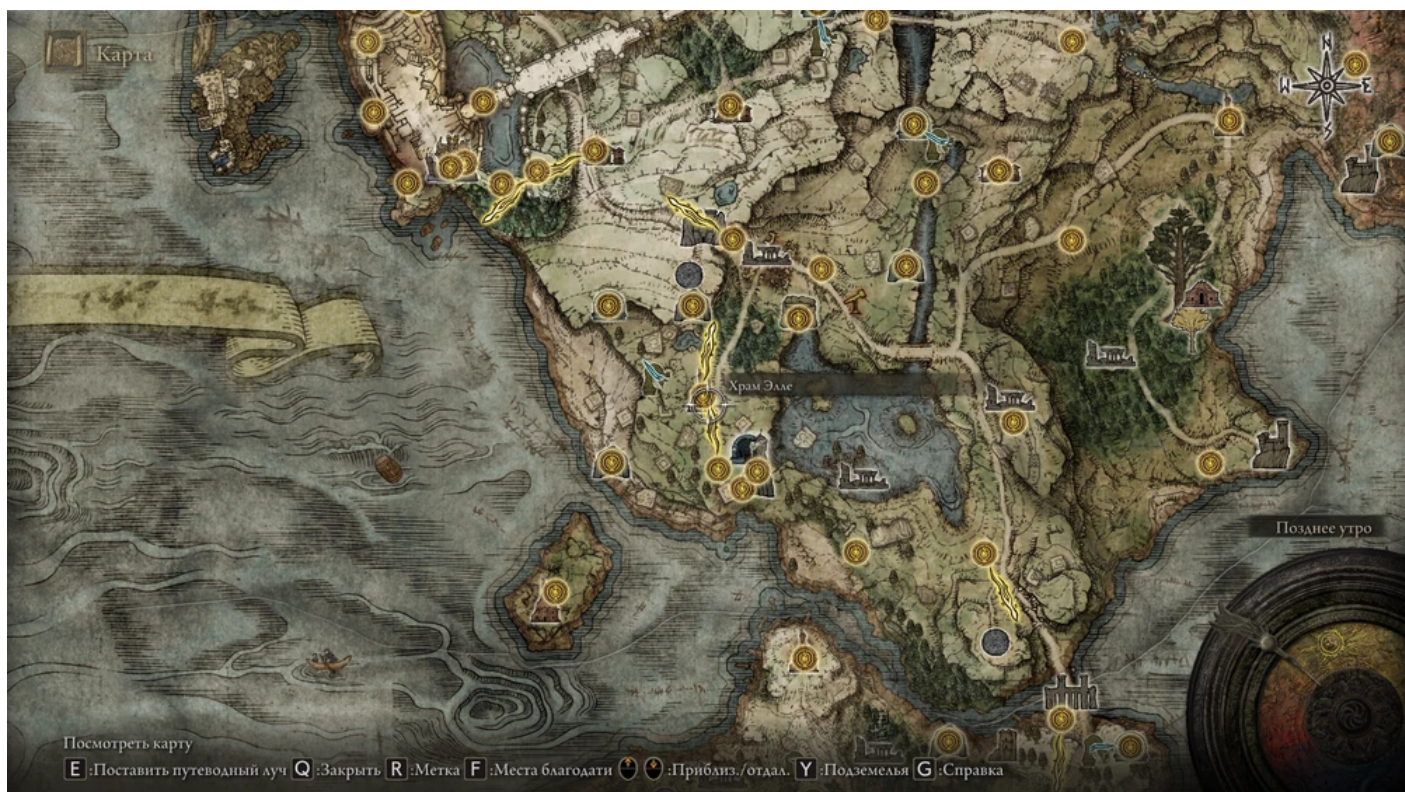 Карта
N
W E
S
Храм Элле
Позднее утро
Посмотреть карту
E :Поставить путеводный луч Q :Закрыть R :Метка F :Места благодати :Приблиз./отдал. Y :Подземелья G :Справка